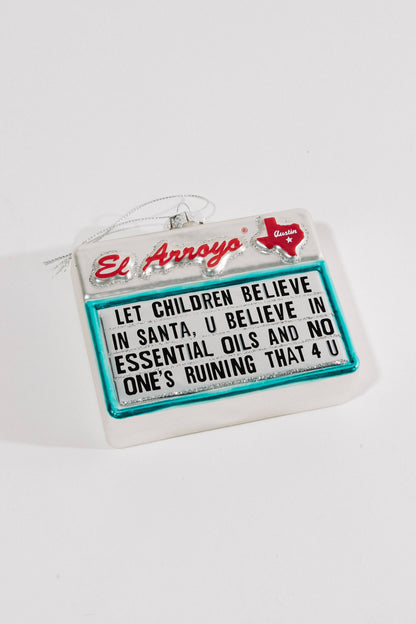 El Arroyo®
Austin
LET CHILDREN BELIEVE
IN SANTA, U BELIEVE IN
ESSENTIAL OILS AND NO
ONE'S RUINING THAT 4 U